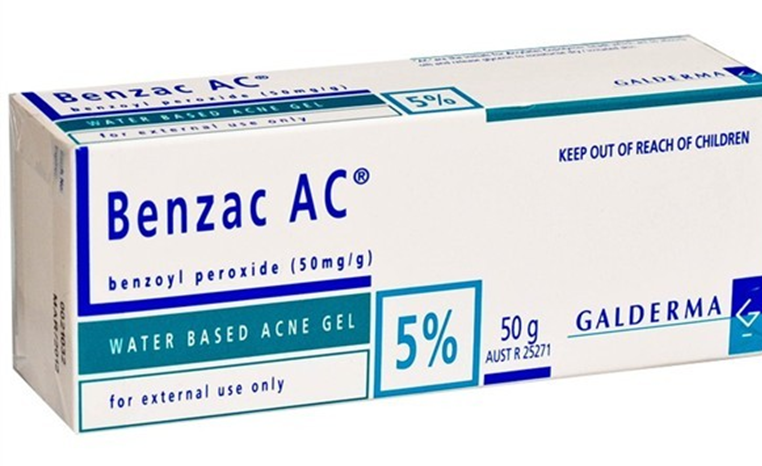 Benzac AC®
benzoyl peroxide (50mg/g)
WATER BASED ACNE GEL
for external use only
5%
GALDERMA
KEEP OUT OF REACH OF CHILDREN
Benzac AC®
benzoyl peroxide (50mg/g)
WATER BASED ACNE GEL
for external use only
5%
50 g
AUST R 25271
GALDERMA
MAR/2012